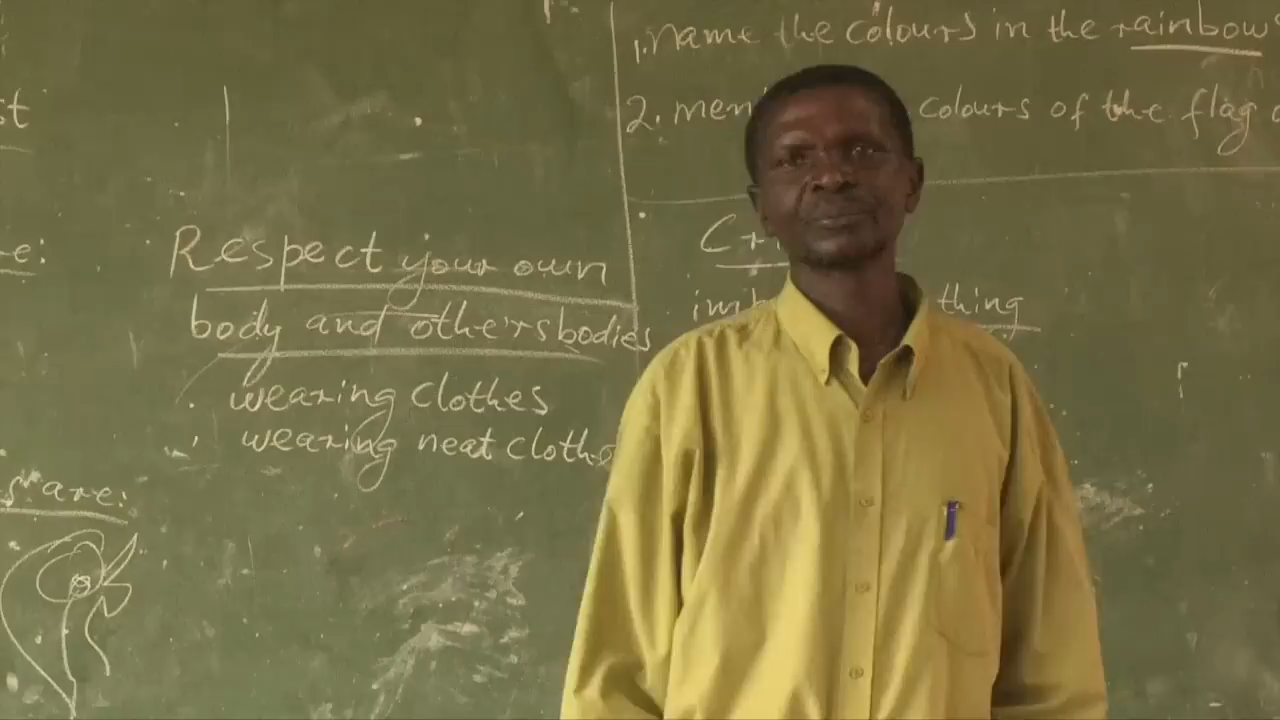 1. name the colours in the rainbow
2. men colours of the flag
st
Respect your own
e:
body and others bodies
thing
wearing clothes
wearing neat clothe
s are: